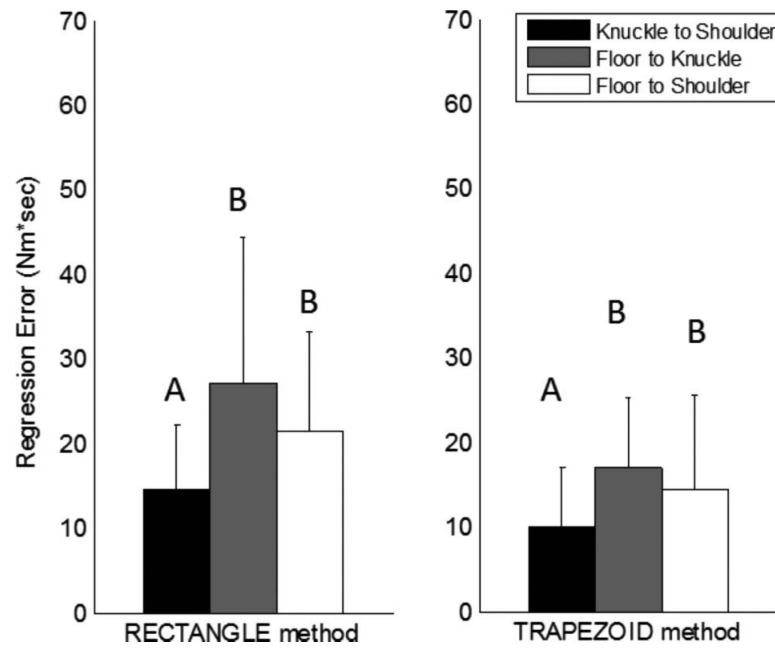 Regression Error (Nm*sec)
70
60
50
40
30
20
10
0
A
B
B
RECTANGLE method
70
60
50
40
30
20
10
0
A
B
B
TRAPEZOID method
Knuckle to Shoulder
Floor to Knuckle
Floor to Shoulder